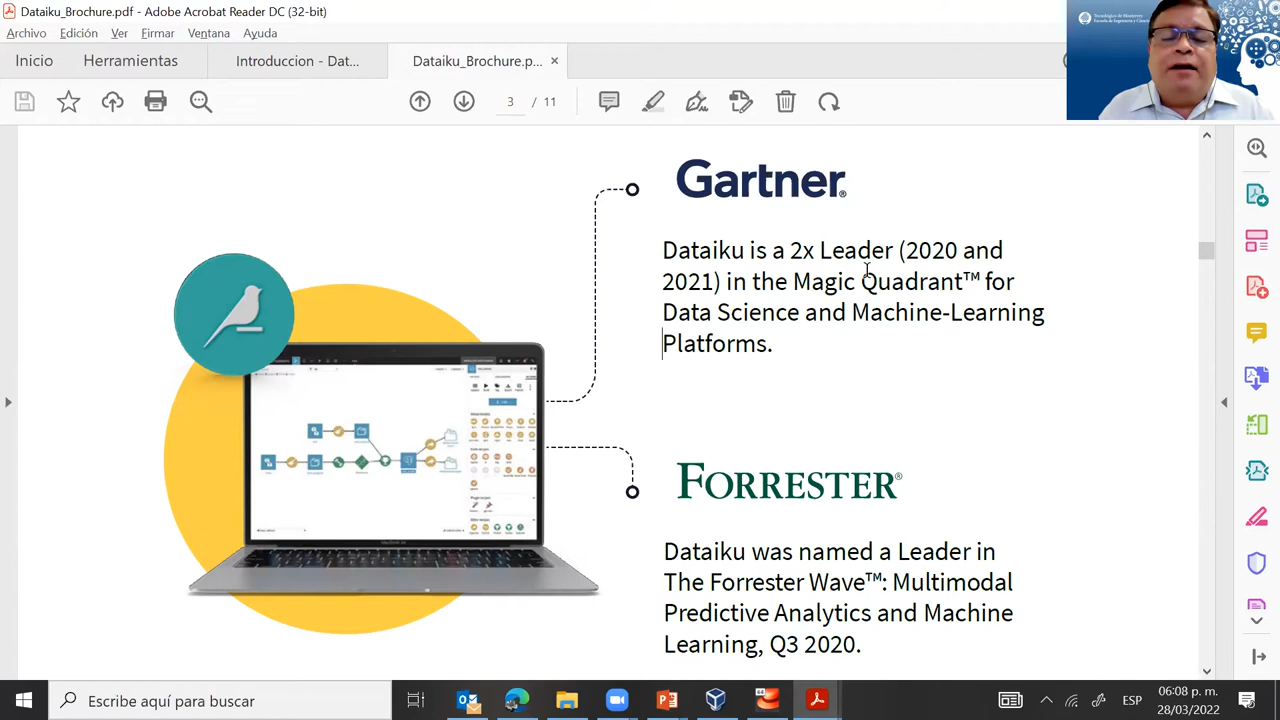 Dataiku_Brochure.pdf - Adobe Acrobat Reader DC (32-bit)
Archivo Edición Ver Firmar Ventana Ayuda
Inicio Herramientas Introduccion - Dat... Dataiku_Brochure.p... ×
3 / 11
Tecnológico de Monterrey
Gartner®
Dataiku is a 2x Leader (2020 and
2021) in the Magic Quadrant™ for
Data Science and Machine-Learning
Platforms.
FORRESTER®
Dataiku was named a Leader in
The Forrester Wave™: Multimodal
Predictive Analytics and Machine
Learning, Q3 2020.
Escribe aquí para buscar
ESP
06:08 p. m.
28/03/2022